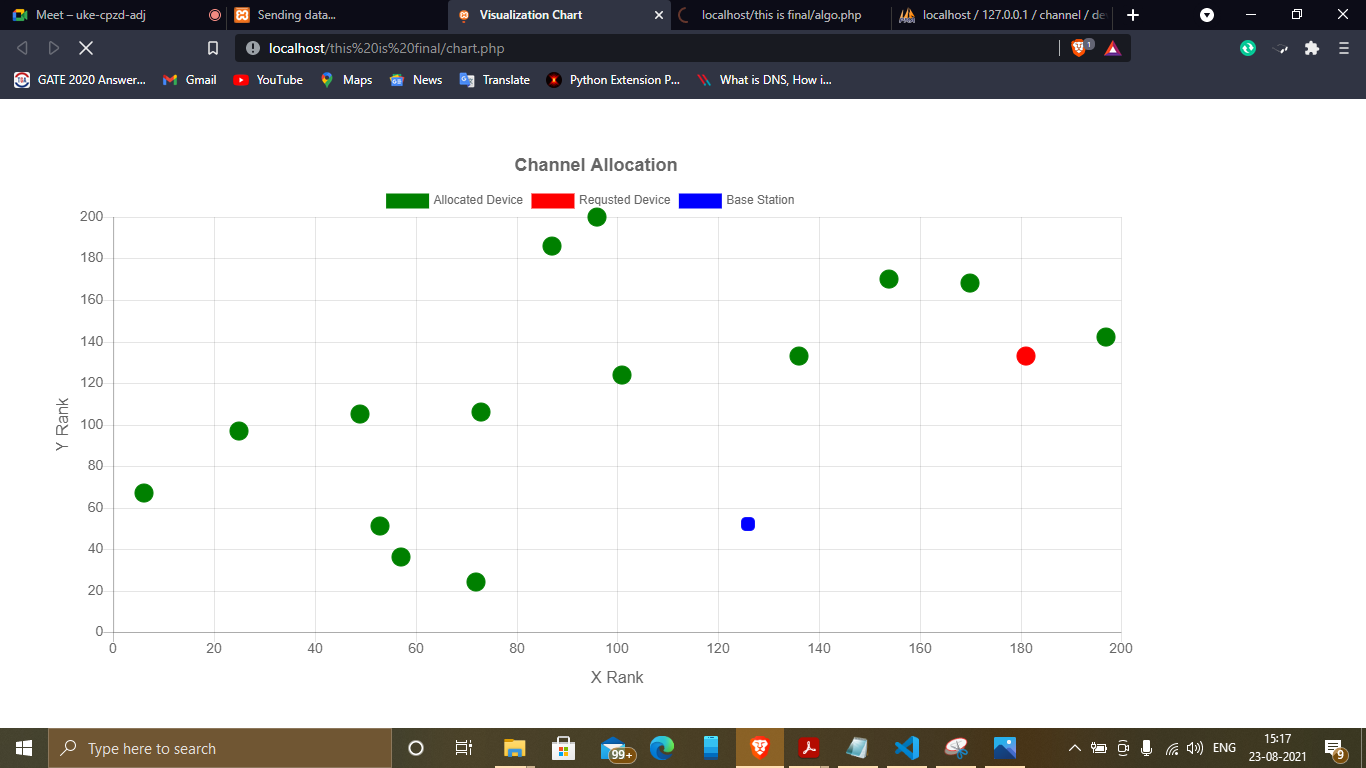 Meet – uke-cpzd-adj
Sending data...
Visualization Chart
localhost/this is final/algo.php
localhost / 127.0.0.1 / channel / de
localhost/this%20is%20final/chart.php
1
GATE 2020 Answer...
Gmail
YouTube
Maps
News
Translate
Python Extension P...
What is DNS, How i...
Channel Allocation
Allocated Device
Requsted Device
Base Station
200
180
160
140
120
100
80
60
40
20
0
Y Rank
0 20 40 60 80 100 120 140 160 180 200
X Rank
Type here to search
99+
ENG
15:17
23-08-2021
9